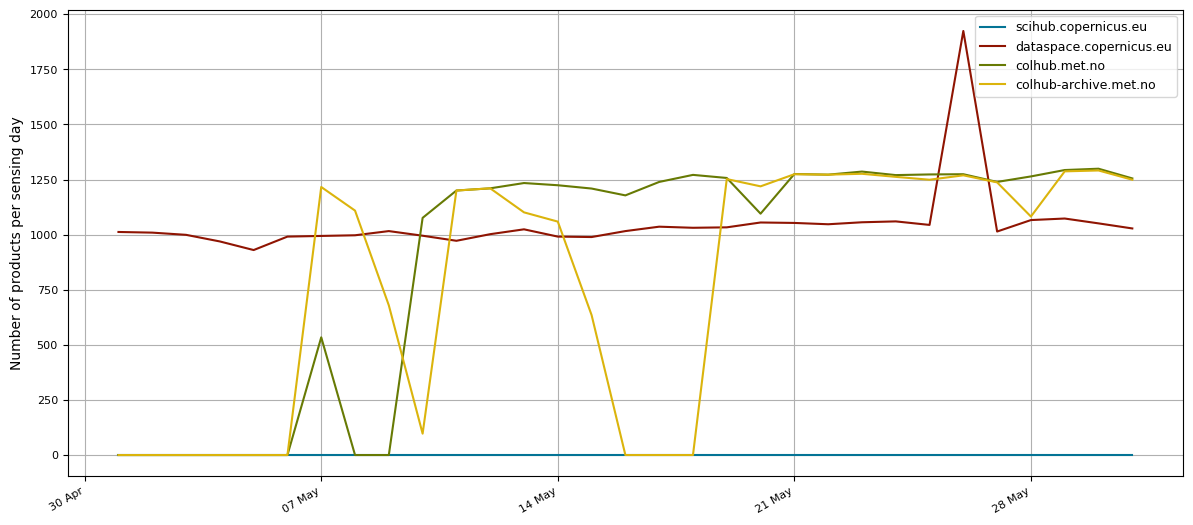 Number of products per sensing day
2000
1750
1500
1250
1000
750
500
250
0
30 Apr
07 May
14 May
21 May
28 May
scihub.copernicus.eu
dataspace.copernicus.eu
colhub.met.no
colhub-archive.met.no